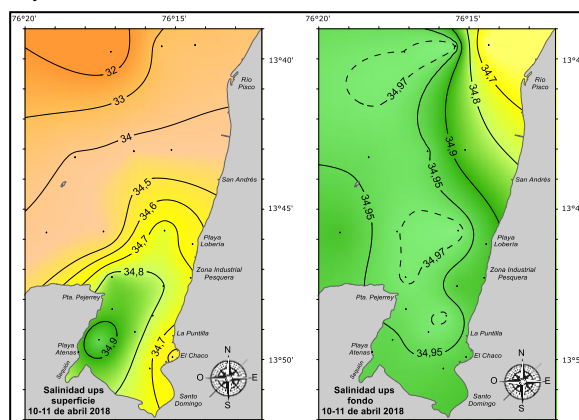 76°20'
76°15'
32
33
34
34,5
34,6
34,7
34,8
34,9
34,7
13°40'
Río
Pisco
San Andrés
13°45'
Playa
Lobería
Zona Industrial
Pesquera
Pta. Pejerrey
Playa
Atenas
La Puntilla
El Chaco
13°50'
Santo
Domingo
N
O
E
S
Salinidad ups
superficie
10-11 de abril 2018
76°20'
76°15'
34,97
34,7
34,8
34,9
34,95
34,95
34,97
34,95
13°40'
Río
Pisco
San Andrés
13°45'
Playa
Lobería
Zona Industrial
Pesquera
Pta. Pejerrey
Playa
Atenas
Sequión
La Puntilla
El Chaco
Santo
Domingo
N
O
E
S
Salinidad ups
fondo
10-11 de abril 2018